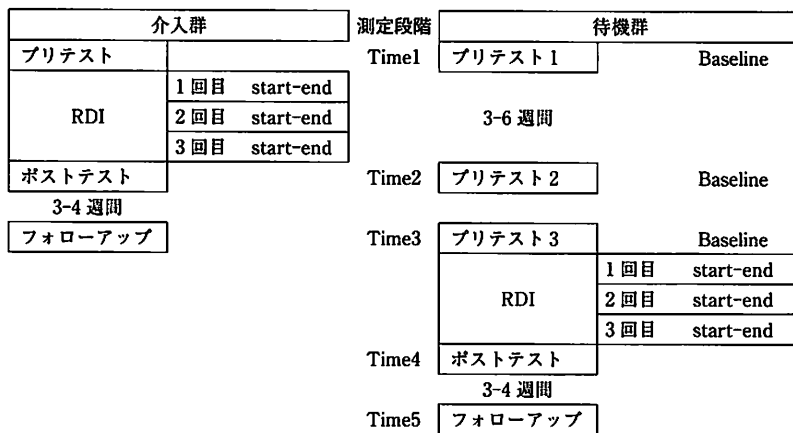 介入群 測定段階 待機群
プリテスト Time1 プリテスト1 Baseline
1回目 start-end
RDI 2回目 start-end 3-6週間
3回目 start-end
ポストテスト Time2 プリテスト2 Baseline
3-4週間
フォローアップ Time3 プリテスト3 Baseline
1回目 start-end
RDI 2回目 start-end
3回目 start-end
Time4 ポストテスト
3-4週間
Time5 フォローアップ